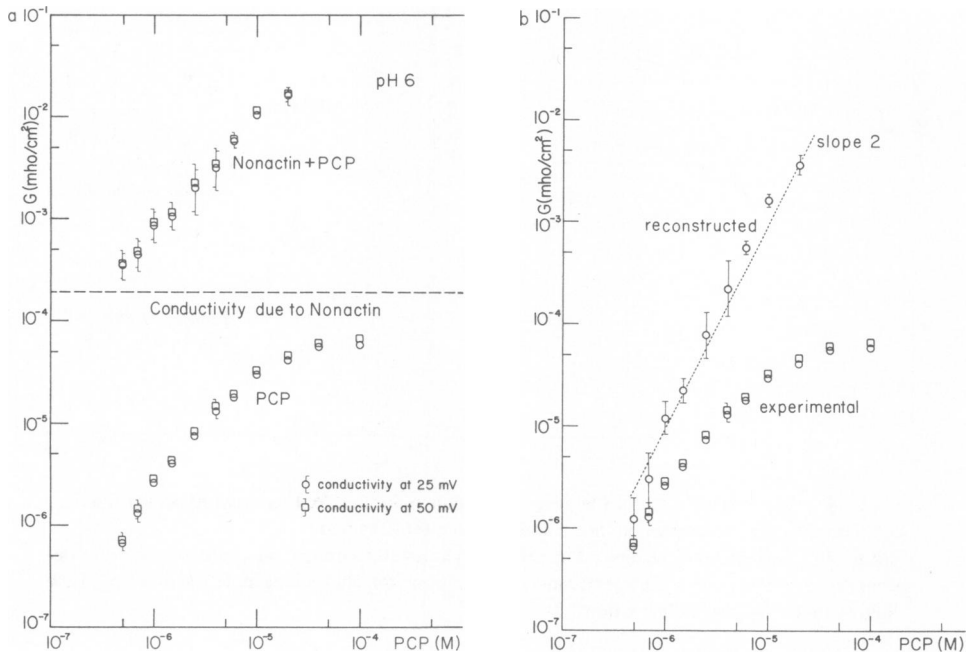 a
10⁻¹
10⁻²
10⁻³
10⁻⁴
10⁻⁵
10⁻⁶
10⁻⁷
G(mho/cm²)
pH 6
Nonactin+PCP
Conductivity due to Nonactin
PCP
conductivity at 25 mV
conductivity at 50 mV
10⁻⁷
10⁻⁶
10⁻⁵
10⁻⁴
PCP(M)
b
10⁻¹
10⁻²
10⁻³
10⁻⁴
10⁻⁵
10⁻⁶
10⁻⁷
G(mho/cm²)
slope 2
reconstructed
experimental
10⁻⁷
10⁻⁶
10⁻⁵
10⁻⁴
PCP (M)